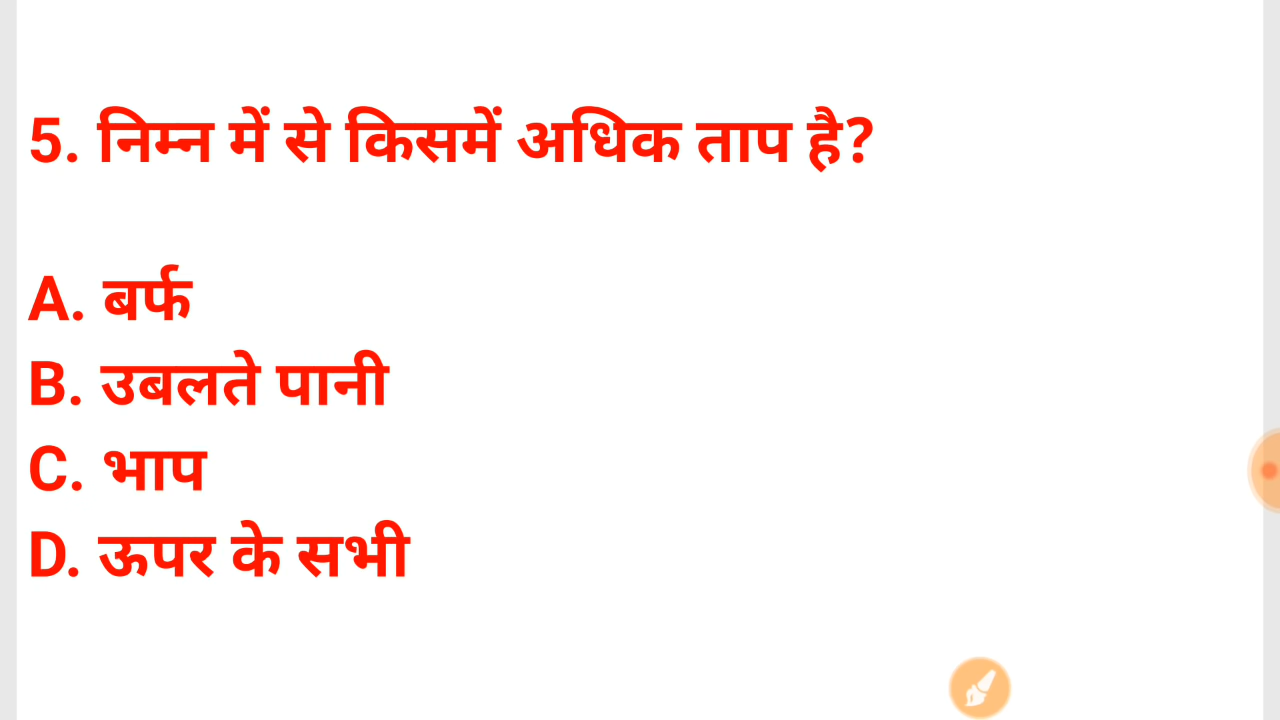 5. निम्न में से किसमें अधिक ताप है?
A. बर्फ
B. उबलते पानी
C. भाप
D. ऊपर के सभी